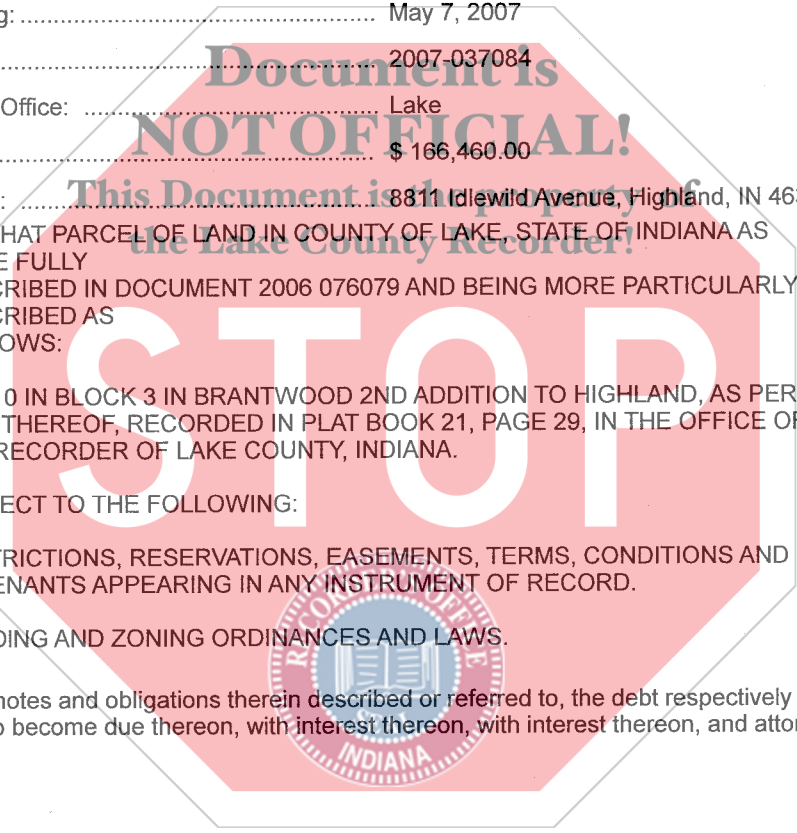 g: ........ May 7, 2007
Document is
........ 2007-037084
Office: ........ Lake
NOT OFFICIAL!
........ $ 166,460.00
: ........ 8811 Idlewild Avenue, Highland, IN 463
This Document is the property of
HAT PARCEL OF LAND IN COUNTY OF LAKE, STATE OF INDIANA AS
the Lake County Recorder!
E FULLY
CRIBED IN DOCUMENT 2006 076079 AND BEING MORE PARTICULARLY
CRIBED AS
OWS:
STOP
0 IN BLOCK 3 IN BRANTWOOD 2ND ADDITION TO HIGHLAND, AS PER
THEREOF, RECORDED IN PLAT BOOK 21, PAGE 29, IN THE OFFICE OF
RECORDER OF LAKE COUNTY, INDIANA.
ECT TO THE FOLLOWING:
TRICTIONS, RESERVATIONS, EASEMENTS, TERMS, CONDITIONS AND
ENANTS APPEARING IN ANY INSTRUMENT OF RECORD.
DING AND ZONING ORDINANCES AND LAWS.
notes and obligations therein described or referred to, the debt respectively
o become due thereon, with interest thereon, with interest thereon, and attor
SEAL
INDIANA